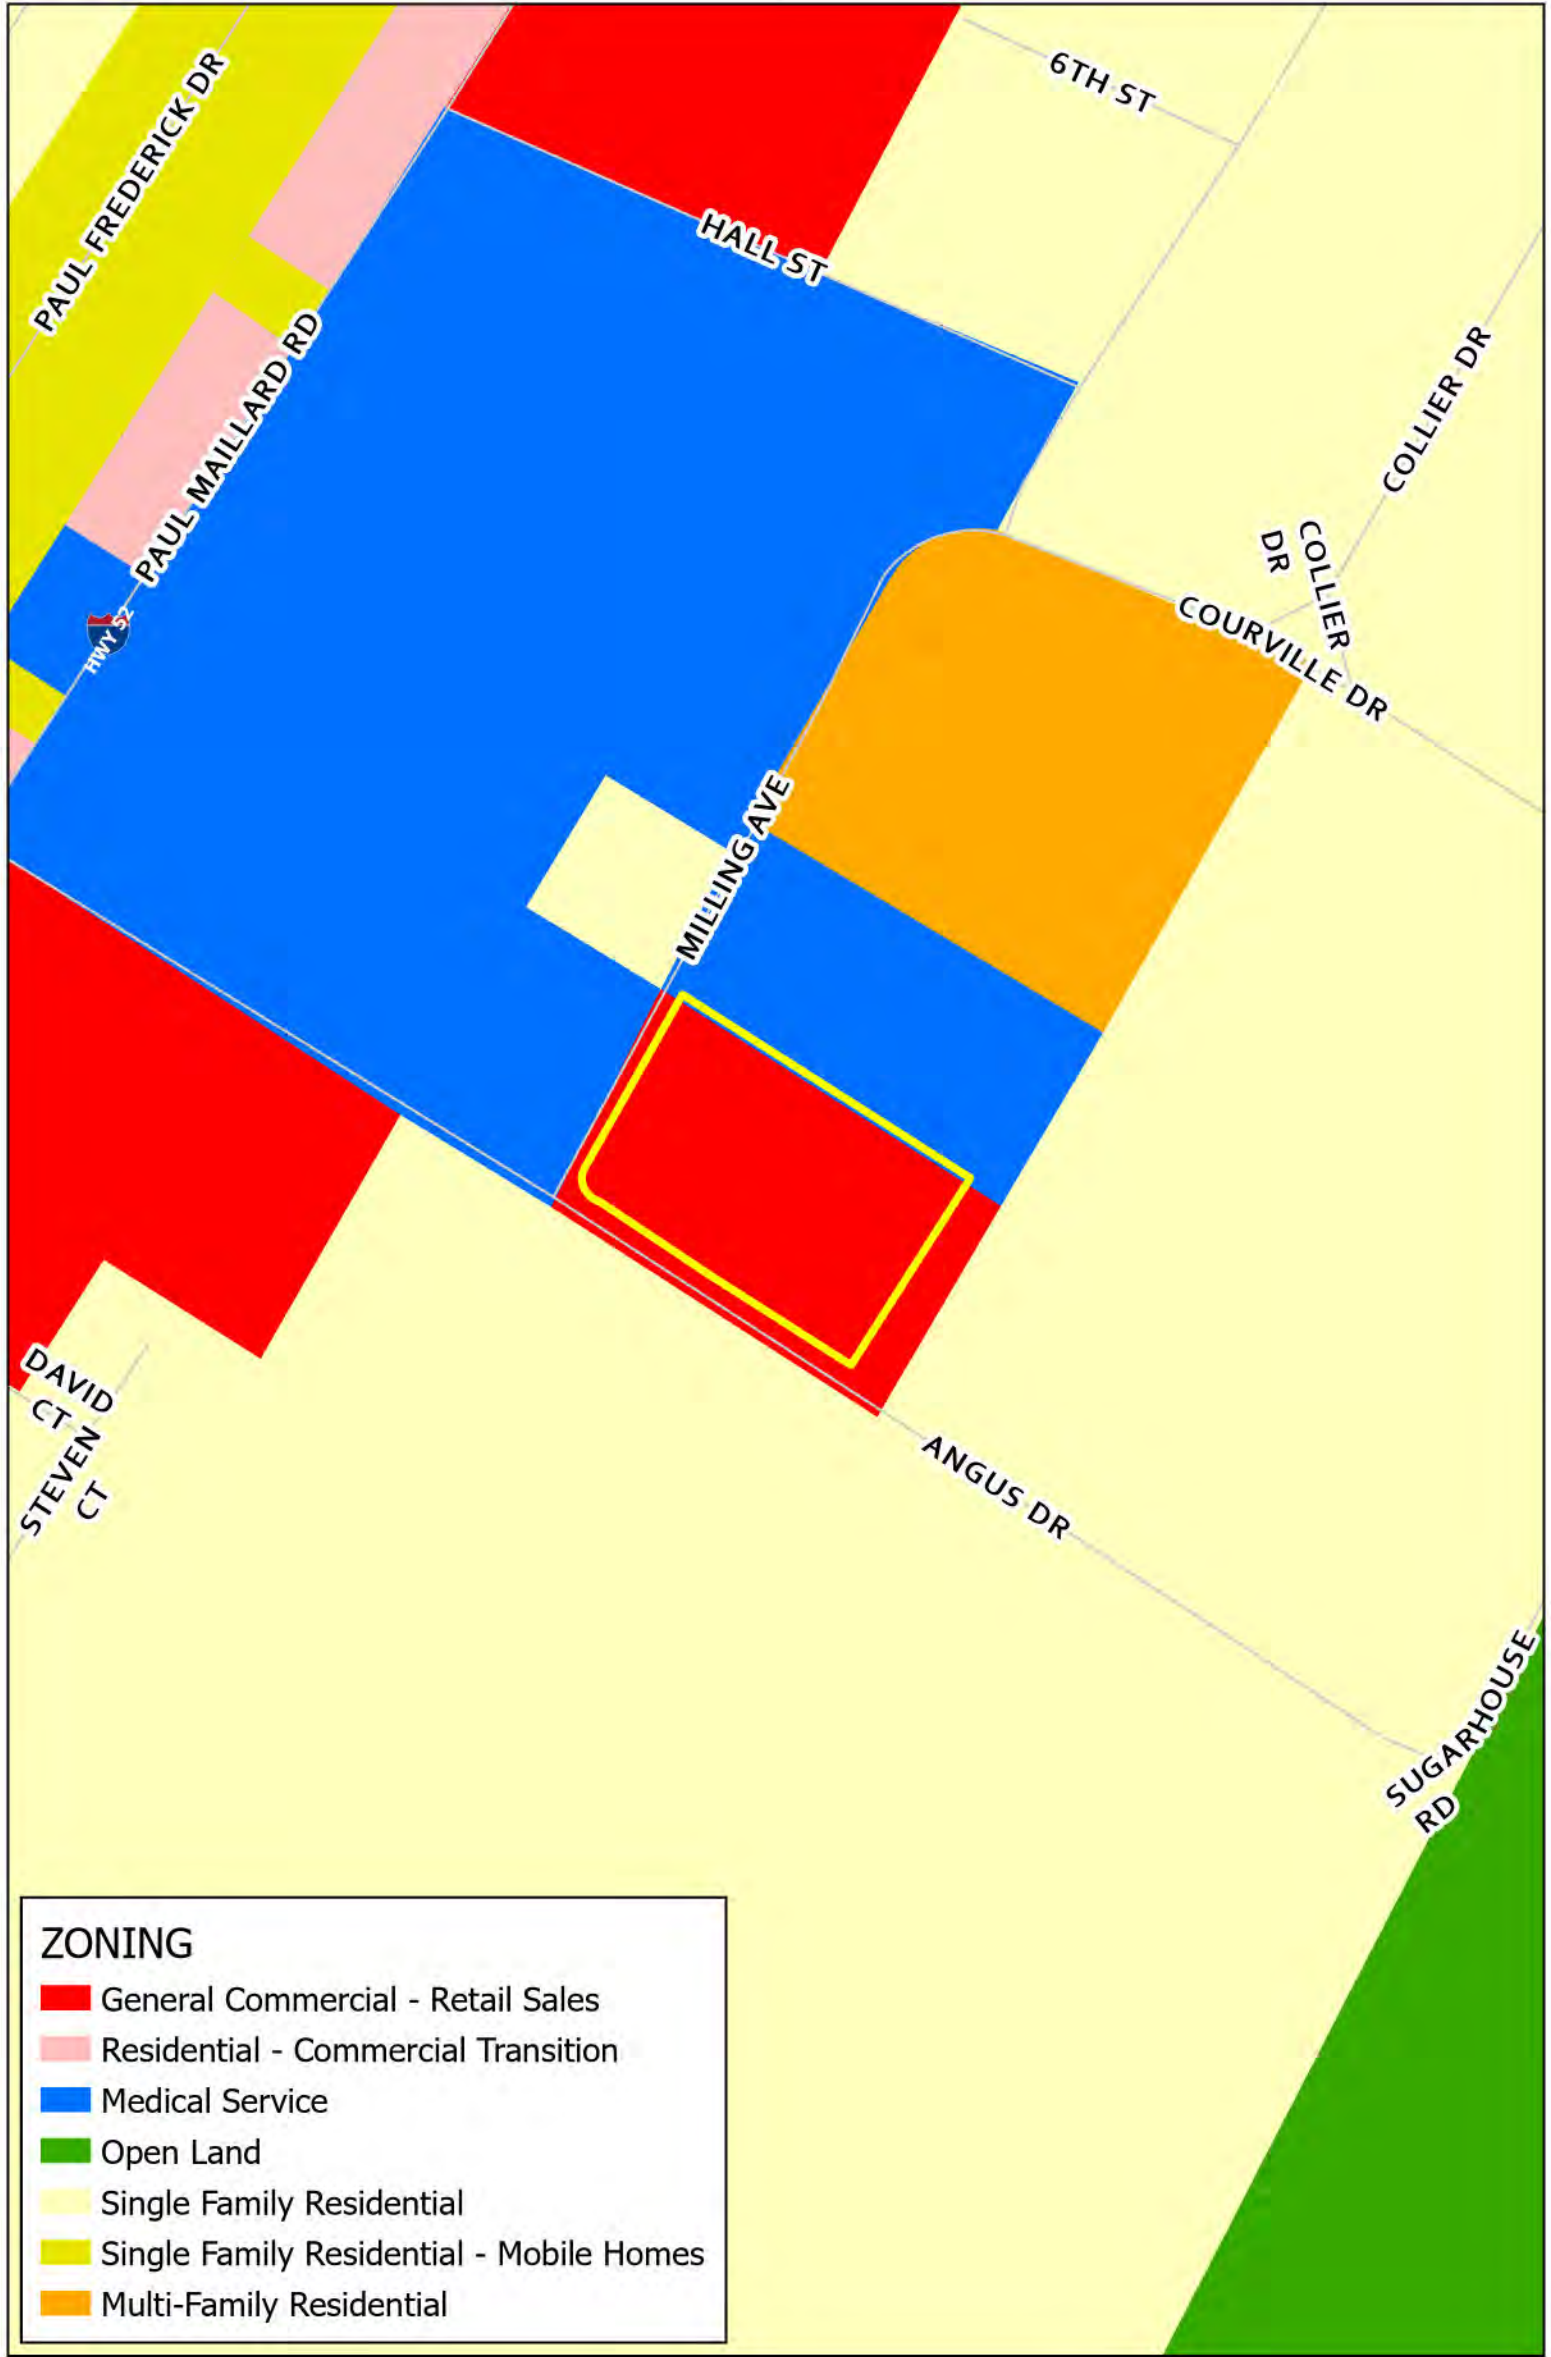 6TH ST
PAUL FREDERICK DR
HALL ST
COLLIER DR
PAUL MAILLARD RD
COLLIER
DR
HWY 52
COURVILLE DR
MILLING AVE
DAVID
CT
STEVEN
CT
ANGUS DR
SUGARHOUSE
RD
ZONING
General Commercial - Retail Sales
Residential - Commercial Transition
Medical Service
Open Land
Single Family Residential
Single Family Residential - Mobile Homes
Multi-Family Residential